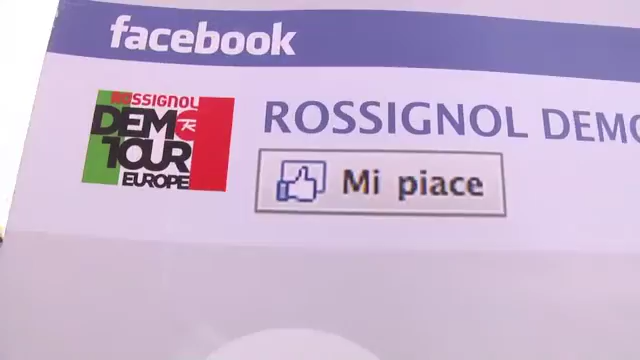 facebook
ROSSIGNOL
DEMO
TOUR
EUROPE
ROSSIGNOL DEMO
Mi piace